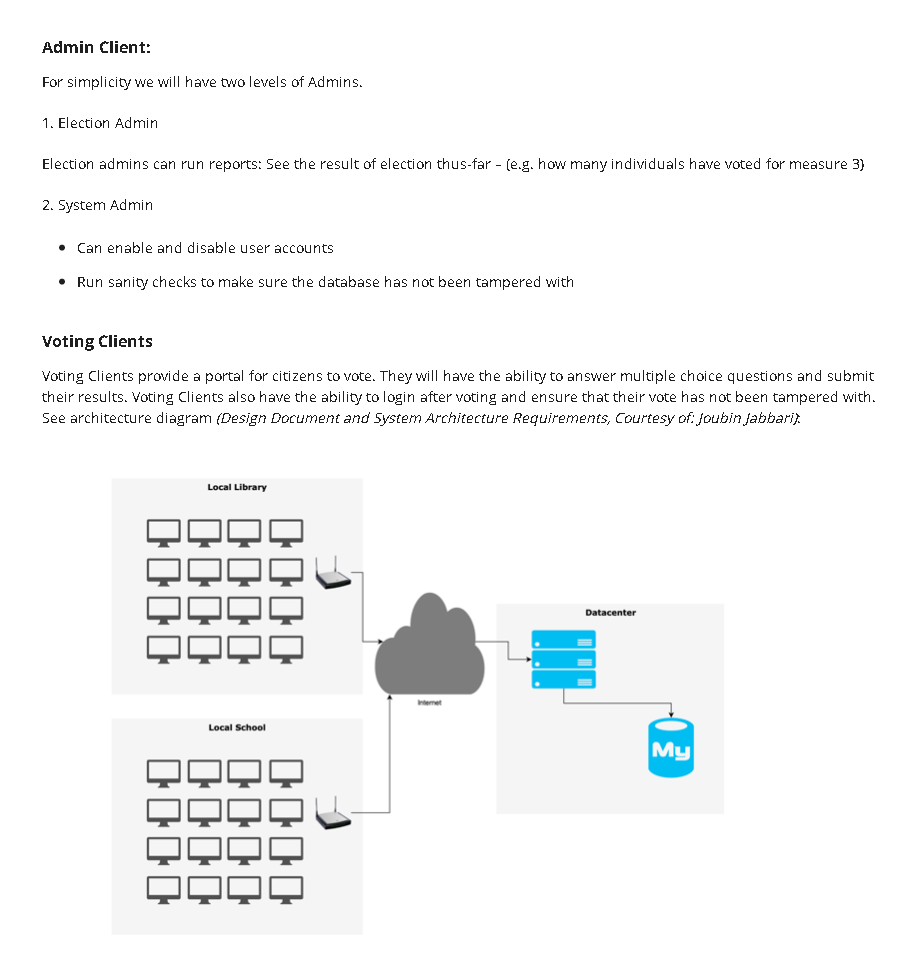 Admin Client:
For simplicity we will have two levels of Admins.
1. Election Admin
Election admins can run reports: See the result of election thus-far – (e.g. how many individuals have voted for measure 3)
2. System Admin
• Can enable and disable user accounts
• Run sanity checks to make sure the database has not been tampered with
Voting Clients
Voting Clients provide a portal for citizens to vote. They will have the ability to answer multiple choice questions and submit
their results. Voting Clients also have the ability to login after voting and ensure that their vote has not been tampered with.
See architecture diagram (Design Document and System Architecture Requirements, Courtesy of: Joubin Jabbari):
Local Library
Internet
Datacenter
My
Local School